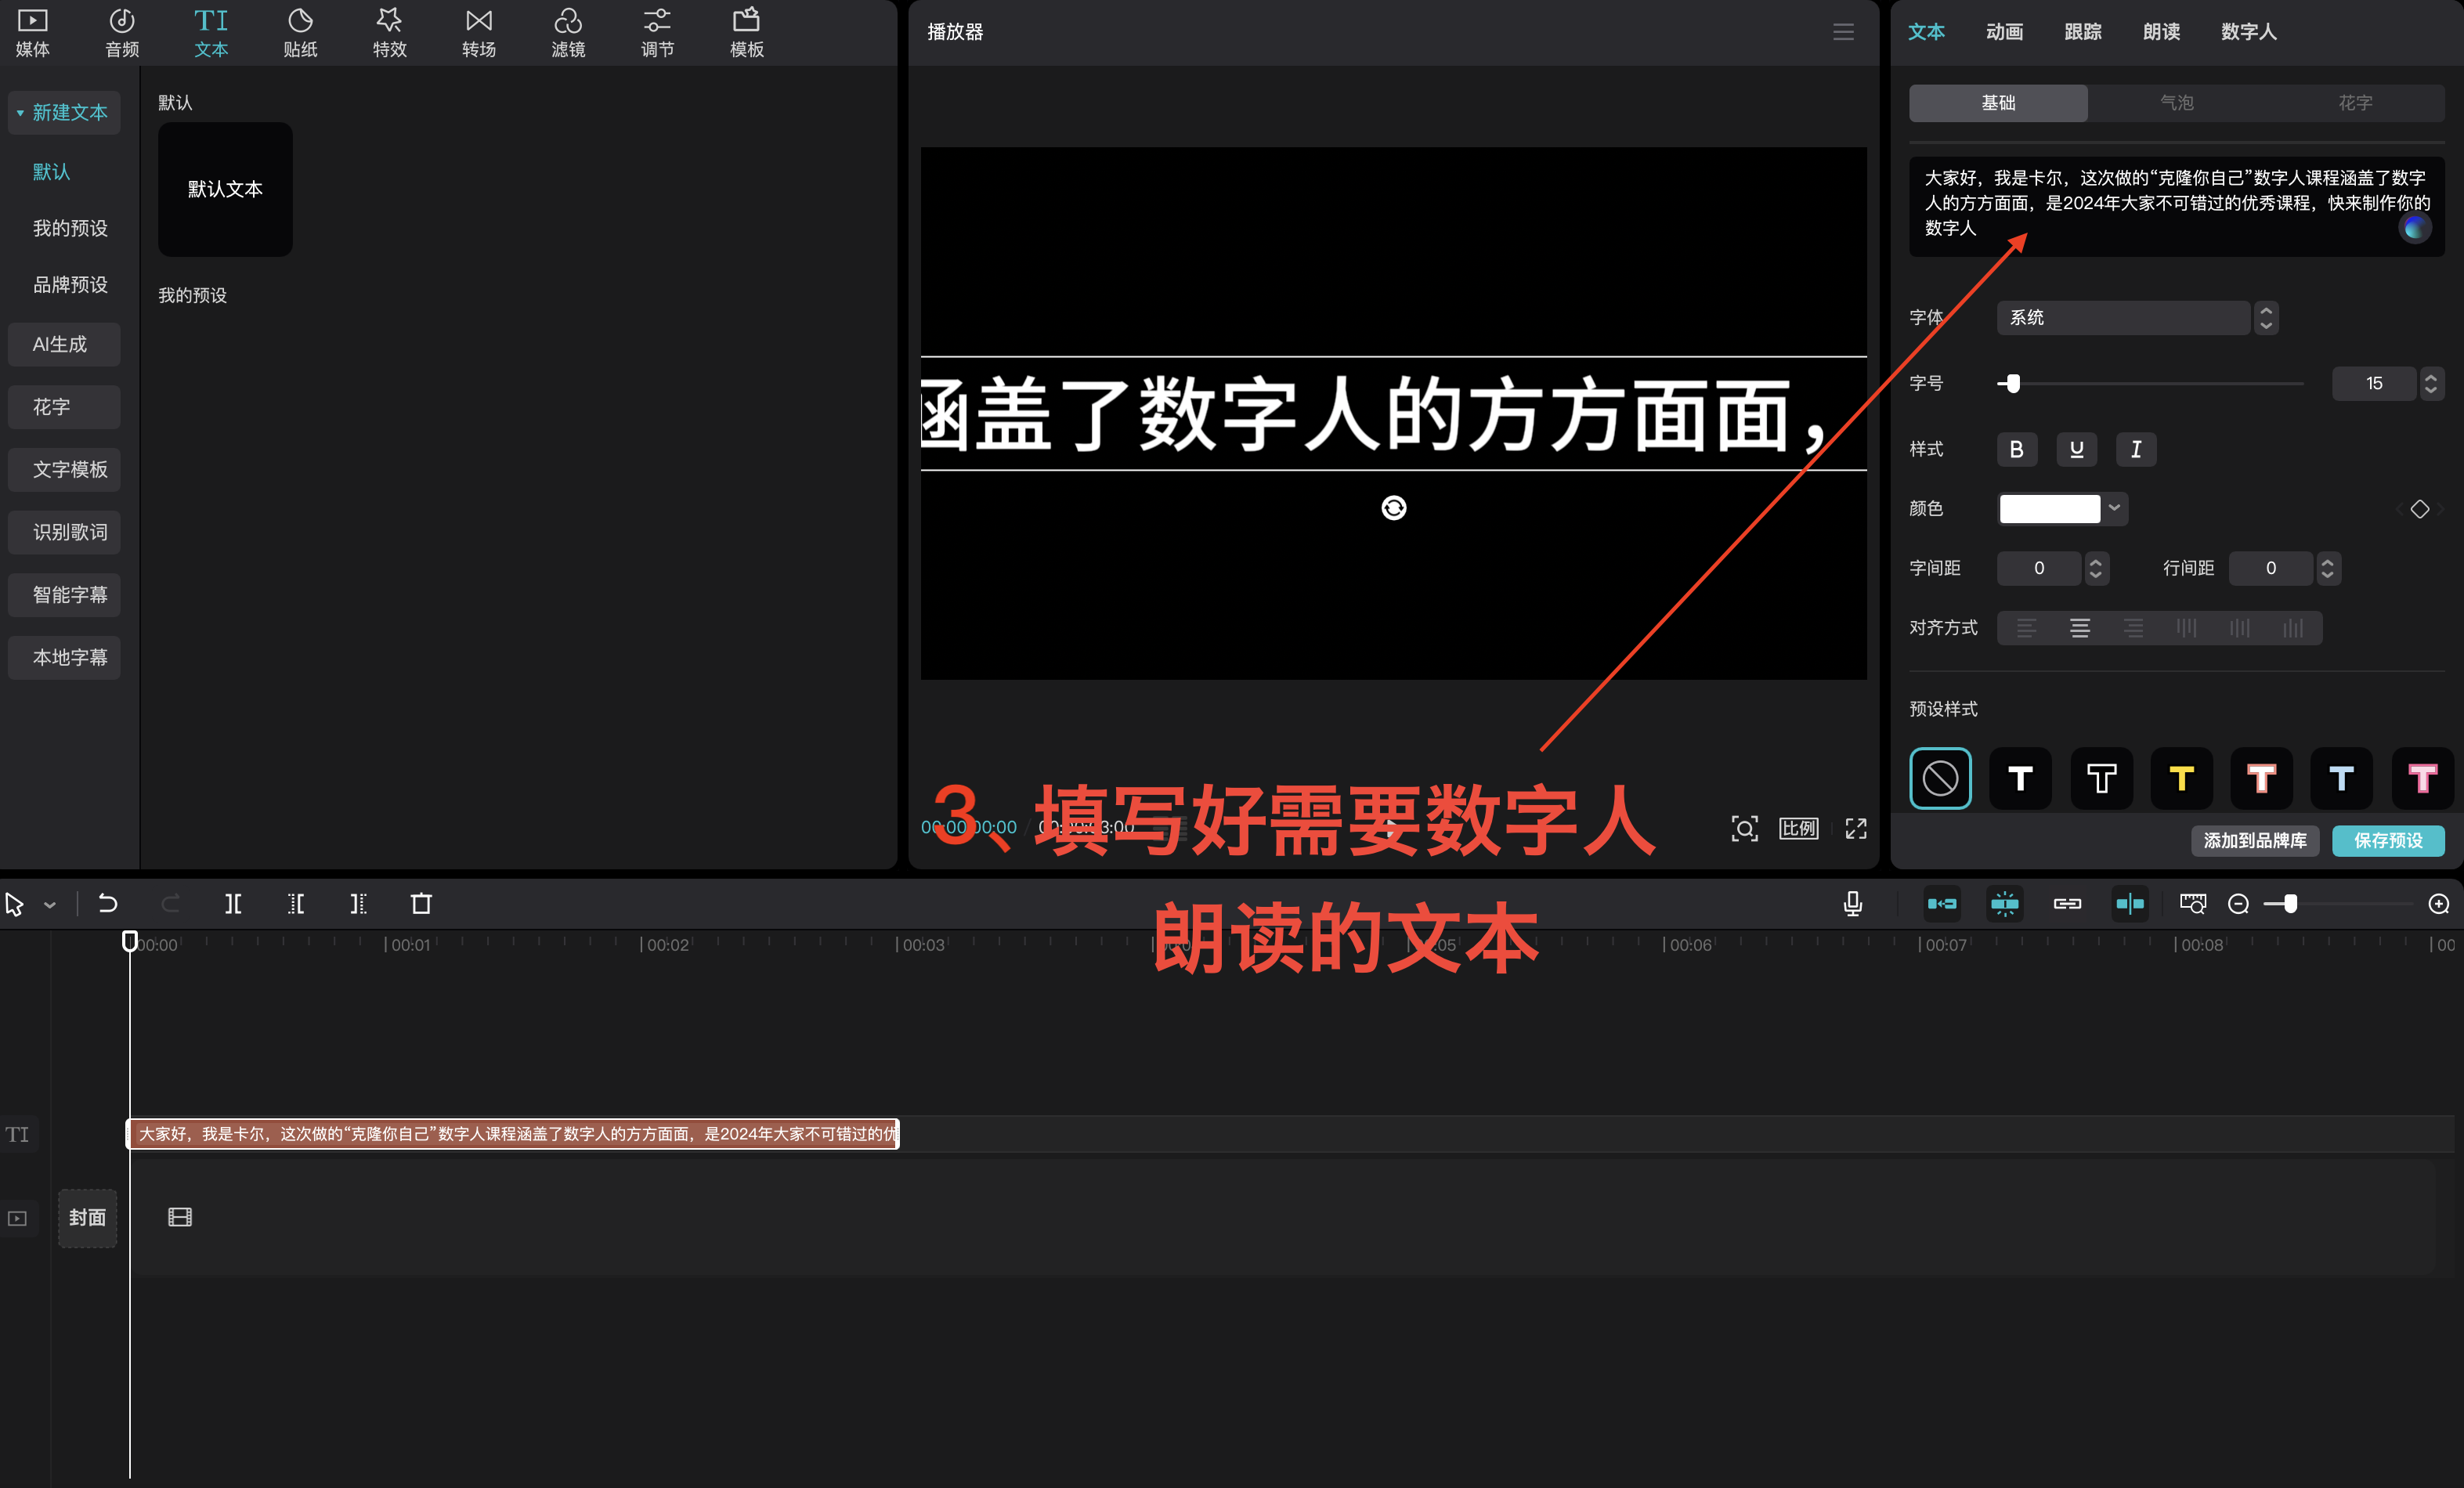 媒体
音频
TI
文本
贴纸
特效
转场
滤镜
调节
模板
新建文本
默认
我的预设
品牌预设
AI生成
花字
文字模板
识别歌词
智能字幕
本地字幕
默认
默认文本
我的预设
播放器
涵盖了数字人的方方面面，
00:00:00:00 / 00:00:03:00
比例
3、填写好需要数字人
朗读的文本
文本 动画 跟踪 朗读 数字人
基础 气泡 花字
大家好，我是卡尔，这次做的“克隆你自己”数字人课程涵盖了数字
人的方方面面，是2024年大家不可错过的优秀课程，快来制作你的
数字人
字体 系统
字号 15
样式 B U I
颜色
字间距 0 行间距 0
对齐方式
预设样式
T T T T T T
添加到品牌库 保存预设
00:00 00:01 00:02 00:03 00:06 00:07 00:08 00
TI
大家好，我是卡尔，这次做的“克隆你自己”数字人课程涵盖了数字人的方方面面，是2024年大家不可错过的优
封面